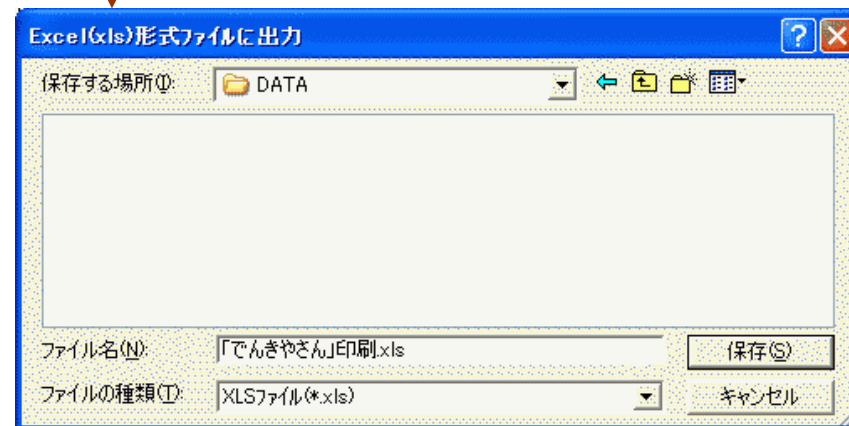 Excel(xls)形式ファイルに出力
保存する場所(I): DATA
ファイル名(N): 「でんきやさん」印刷.xls 保存(S)
ファイルの種類(T): XLSファイル(*.xls) キャンセル